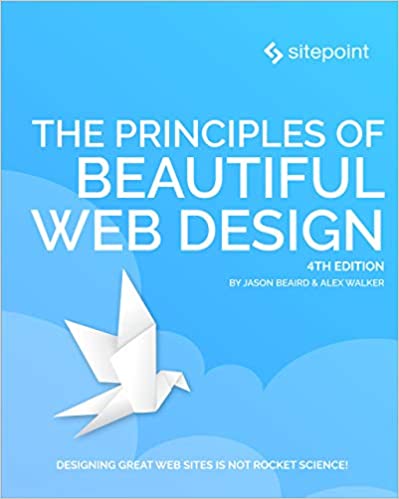 sitepoint
THE PRINCIPLES OF
BEAUTIFUL
WEB DESIGN
4TH EDITION
BY JASON BEAIRD & ALEX WALKER
DESIGNING GREAT WEB SITES IS NOT ROCKET SCIENCE!